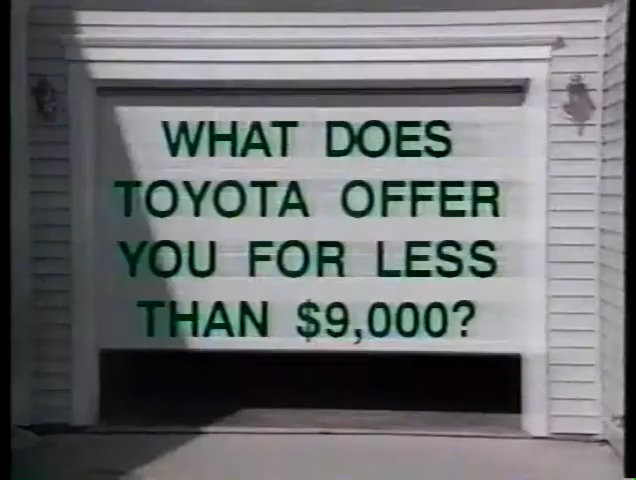 WHAT DOES
TOYOTA OFFER
YOU FOR LESS
THAN $9,000?